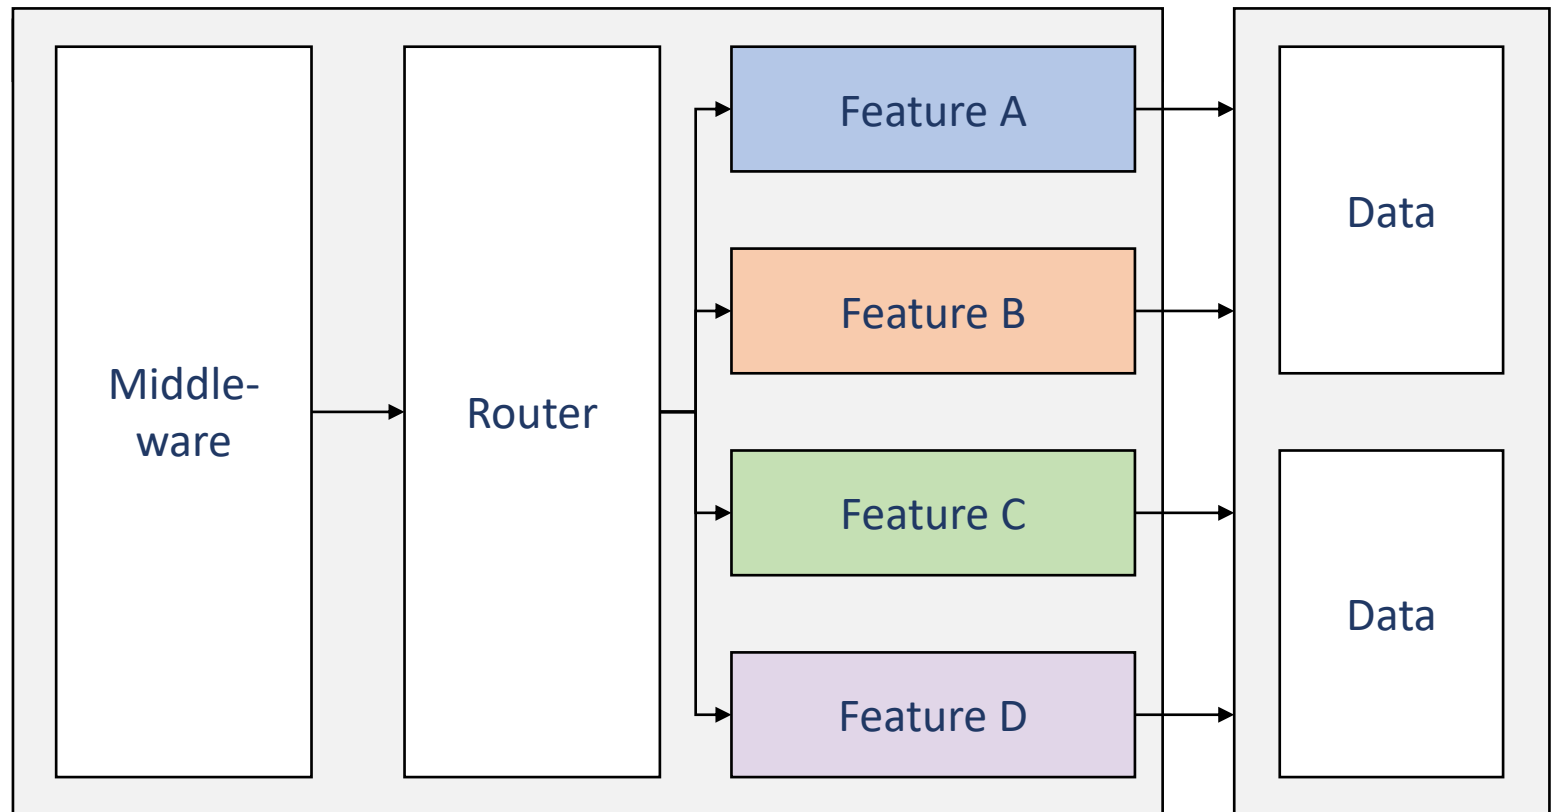 Middle-
ware
Router
Feature A
Feature B
Feature C
Feature D
Data
Data